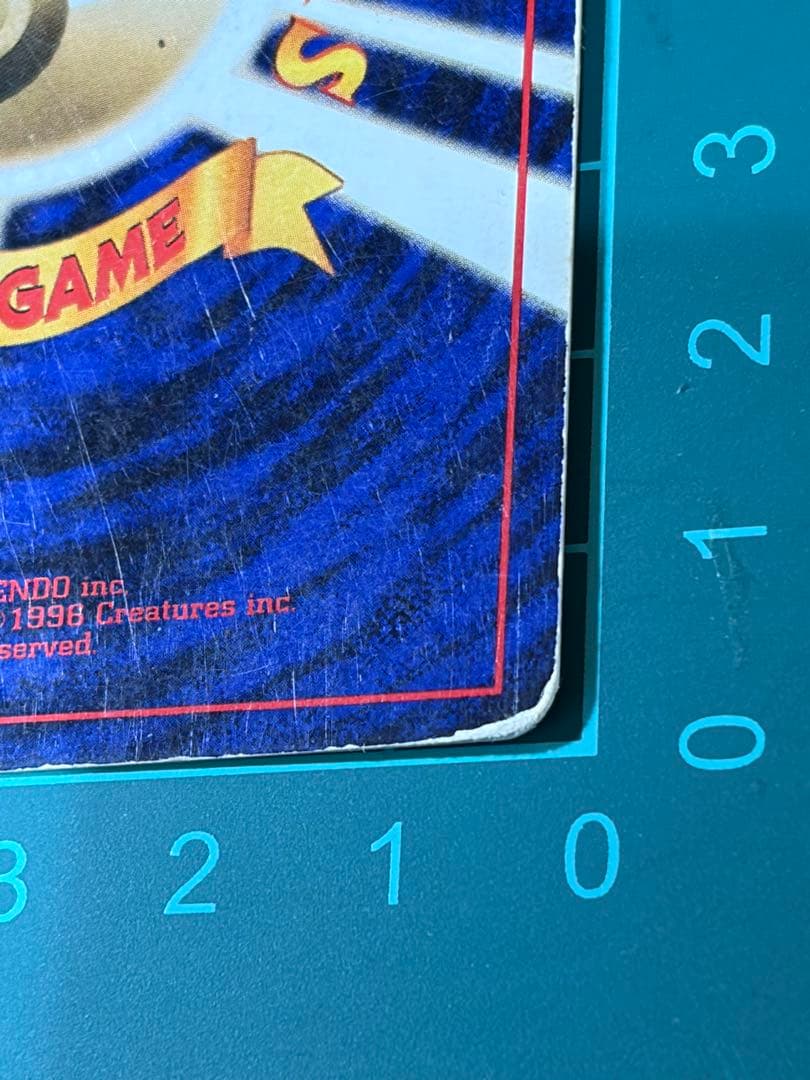 S
GAME
ENDO inc.
©1996 Creatures inc.
served.
3
2
1
0
3 2 1 0